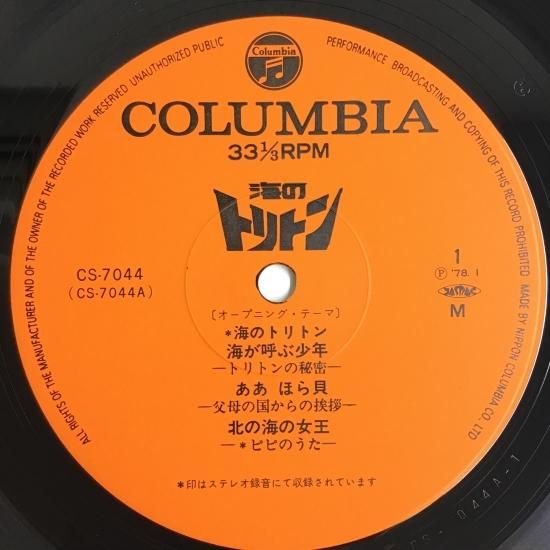 ALL RIGHTS OF THE MANUFACTURER AND OF THE OWNER OF THE RECORDED WORK RESERVED UNAUTHORIZED PUBLIC PERFORMANCE BROADCASTING AND COPYING OF THIS RECORD PROHIBITED MADE BY NIPPON COLUMBIA CO., LTD
Columbia
COLUMBIA
33 1/3 RPM
海のトリトン
CS-7044
(CS-7044A)
1
Ⓟ '78. 1
JASRAC
M
[オープニング・テーマ]
*海のトリトン
海が呼ぶ少年
—トリトンの秘密—
ああ ほら貝
—父母の国からの挨拶—
北の海の女王
—*ピピのうた—
*印はステレオ録音にて収録されています